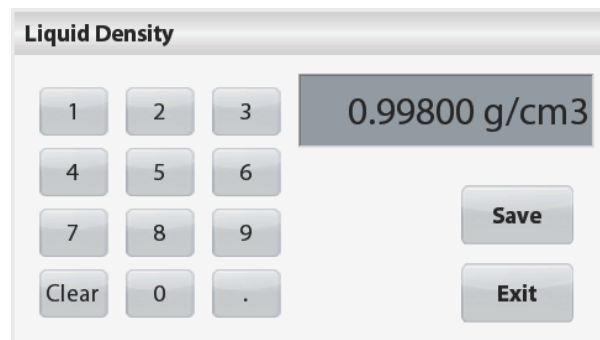 Liquid Density
0.99800 g/cm3
1 2 3
4 5 6
7 8 9
Clear 0 .
Save
Exit